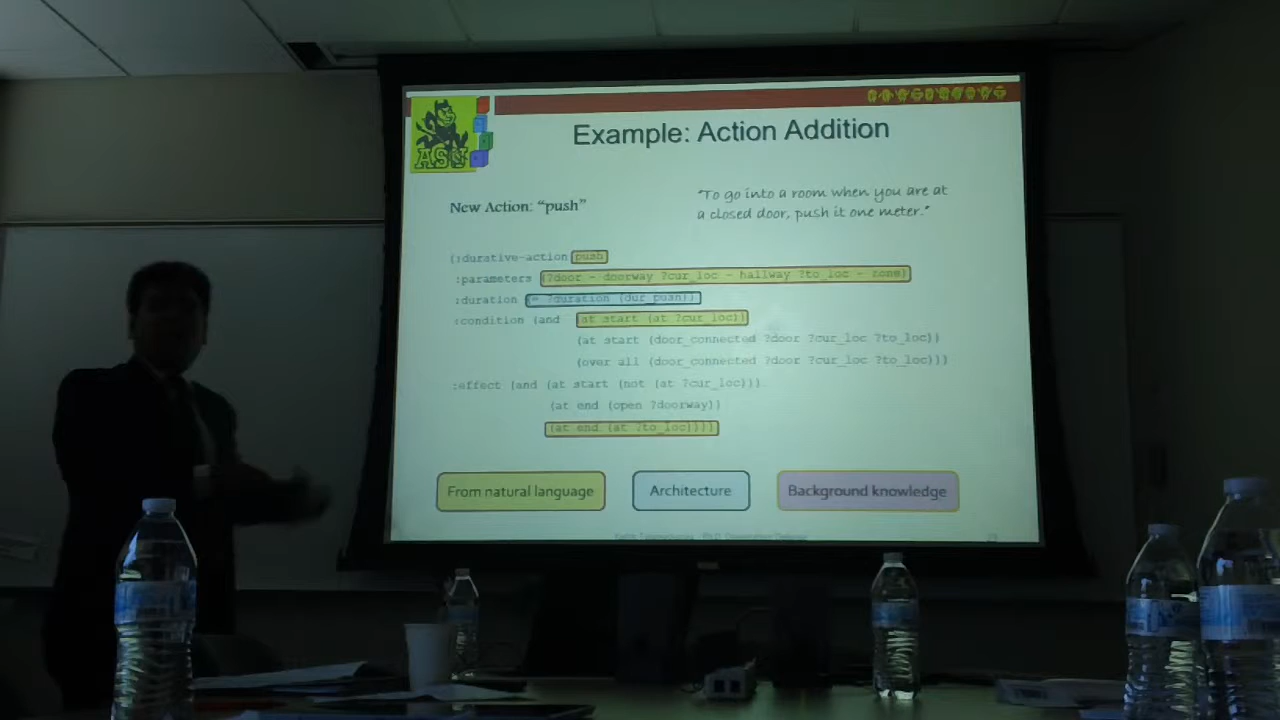 ASU
Example: Action Addition
New Action: “push”
"To go into a room when you are at
a closed door, push it one meter."
(:durative-action push
:parameters (?door - doorway ?cur_loc - hallway ?to_loc - zone)
:duration (= ?duration (dur_push))
:condition (and (at start (at ?cur_loc))
(at start (door_connected ?door ?cur_loc ?to_loc))
(over all (door_connected ?door ?cur_loc ?to_loc)))
:effect (and (at start (not (at ?cur_loc)))
(at end (open ?doorway))
(at end (at ?to_loc))))
From natural language
Architecture
Background knowledge